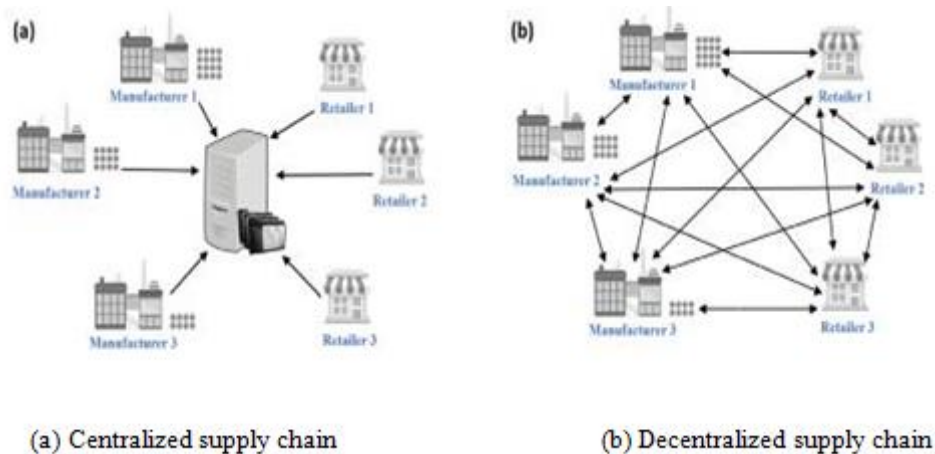 (a)
Manufacturer 1
Retailer 1
Manufacturer 2
Retailer 2
Manufacturer 3
Retailer 3
(b)
Manufacturer 1
Retailer 1
Manufacturer 2
Retailer 2
Manufacturer 3
Retailer 3
(a) Centralized supply chain
(b) Decentralized supply chain